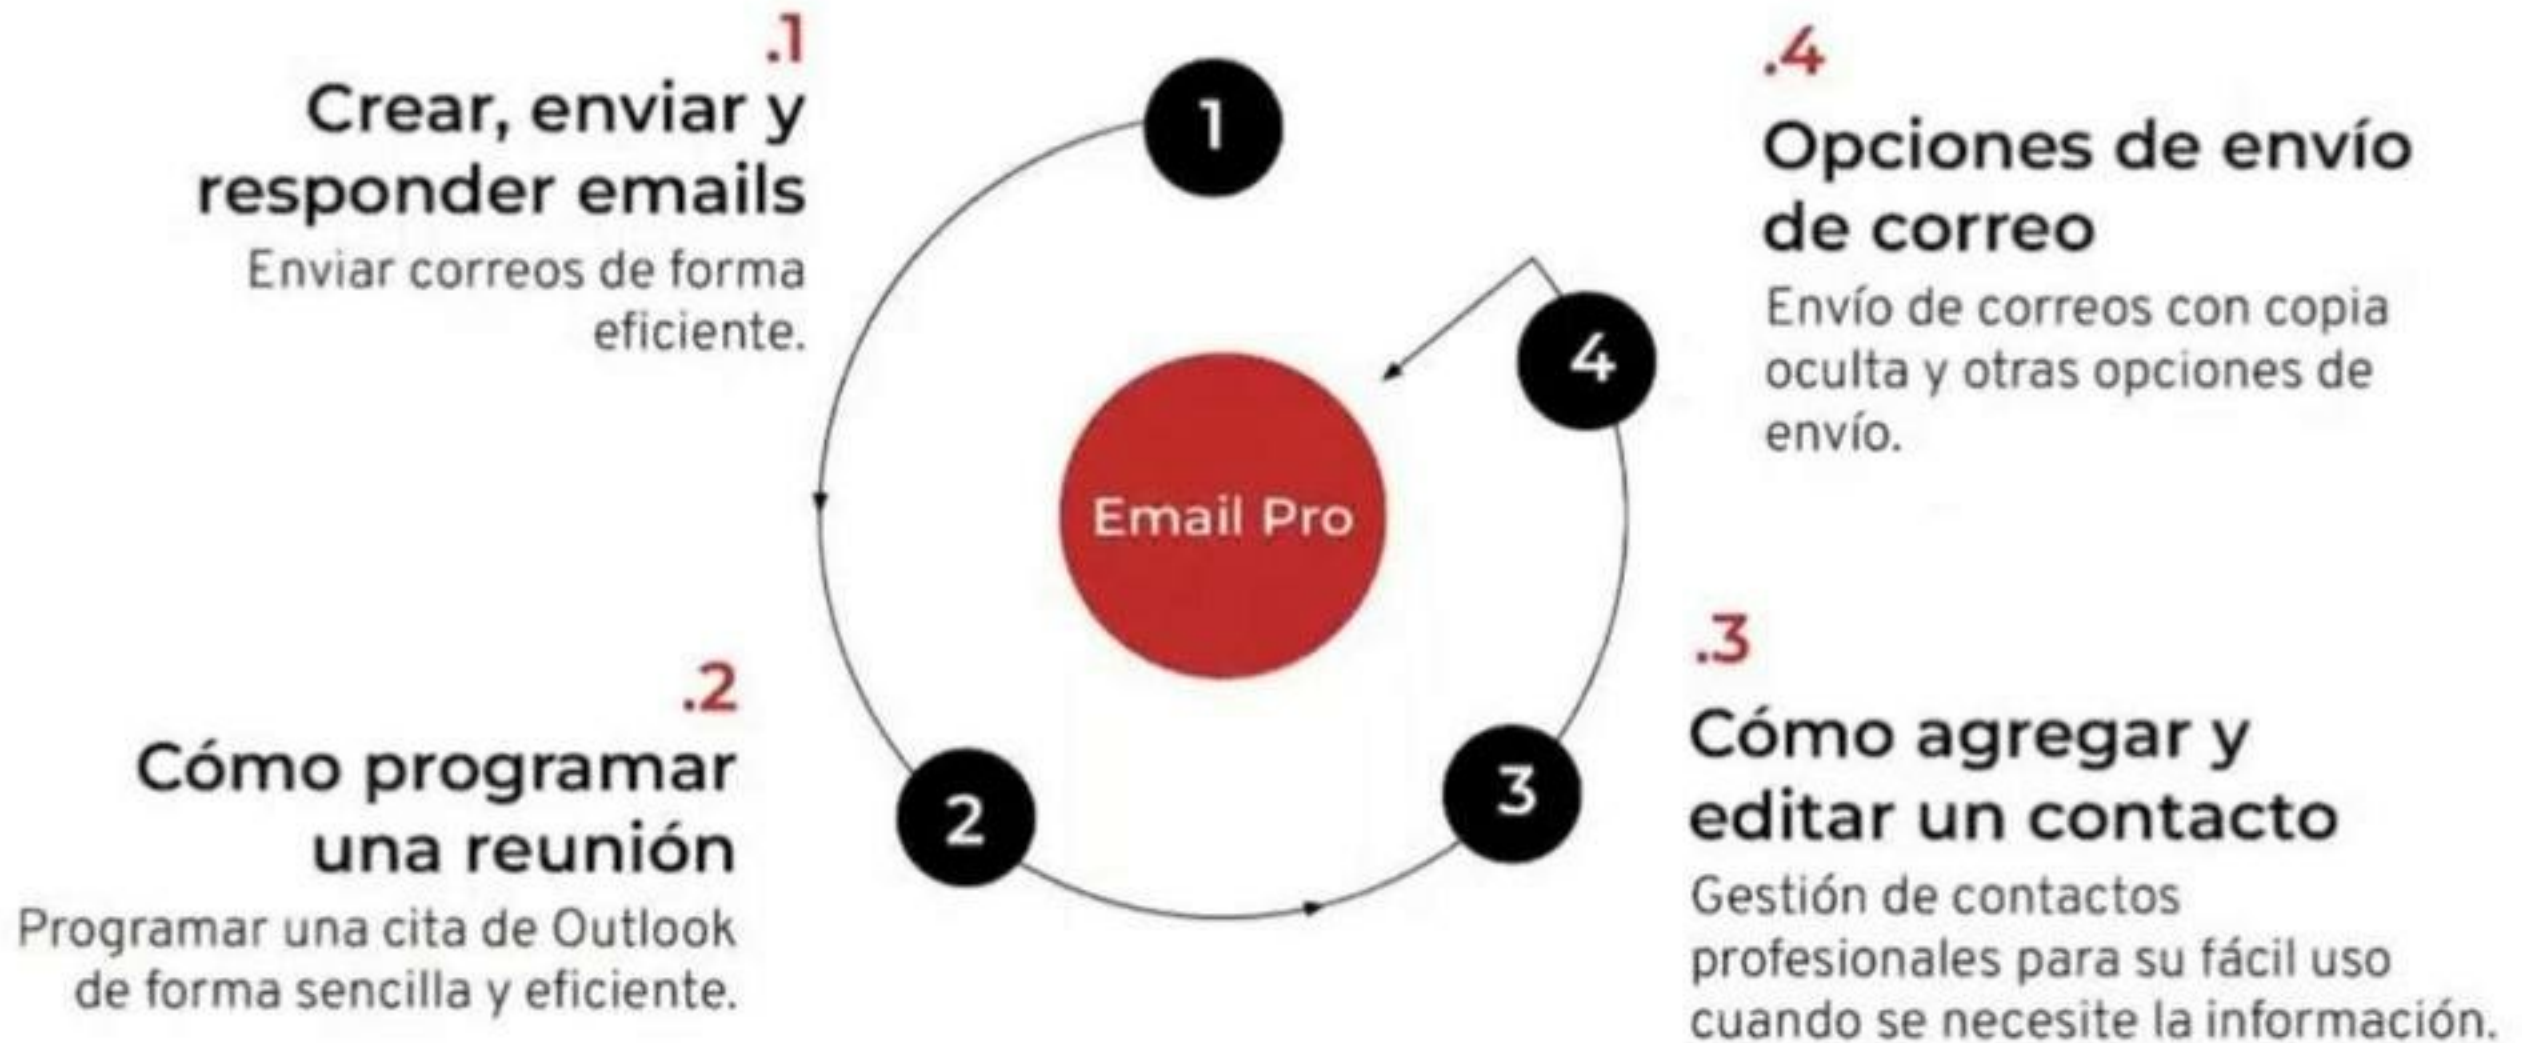 .1
Crear, enviar y
responder emails
Enviar correos de forma
eficiente.
.2
Cómo programar
una reunión
Programar una cita de Outlook
de forma sencilla y eficiente.
1
2
3
4
Email Pro
.4
Opciones de envío
de correo
Envío de correos con copia
oculta y otras opciones de
envío.
.3
Cómo agregar y
editar un contacto
Gestión de contactos
profesionales para su fácil uso
cuando se necesite la información.